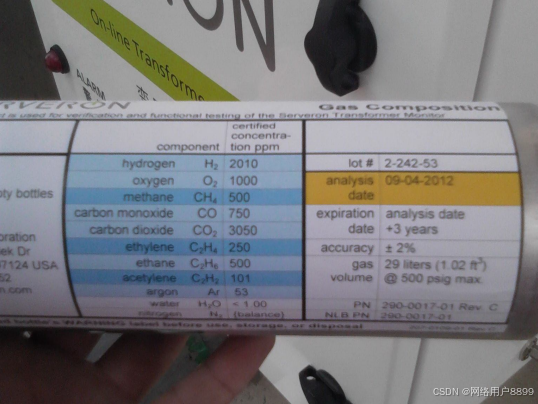 On-line Transforme
ALARM
ERVERON Gas Composition
is used for verification and functional testing of the Serveron Transformer Monitor
component certified concentra-tion ppm
hydrogen H₂ 2010
oxygen O₂ 1000
methane CH₄ 500
carbon monoxide CO 750
carbon dioxide CO₂ 3050
ethylene C₂H₄ 250
ethane C₂H₆ 500
acetylene C₂H₂ 101
argon Ar 53
water H₂O < 1.00
nitrogen N₂ (balance)
lot # 2-242-53
analysis date 09-04-2012
expiration date analysis date +3 years
accuracy ± 2%
gas volume 29 liters (1.02 ft³) @ 500 psig max.
PN 290-0017-01 Rev C
NLB PN 290-0017-01
pty bottles
oration
ek Dr
97124 USA
52
n.com
WARNING label before use, storage, or disposal
CSDN @网络用户8899